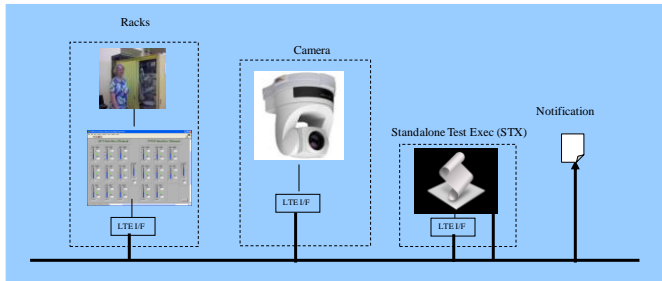 Racks
Camera
Notification
Standalone Test Exec (STX)
LTE I/F
LTE I/F
LTE I/F